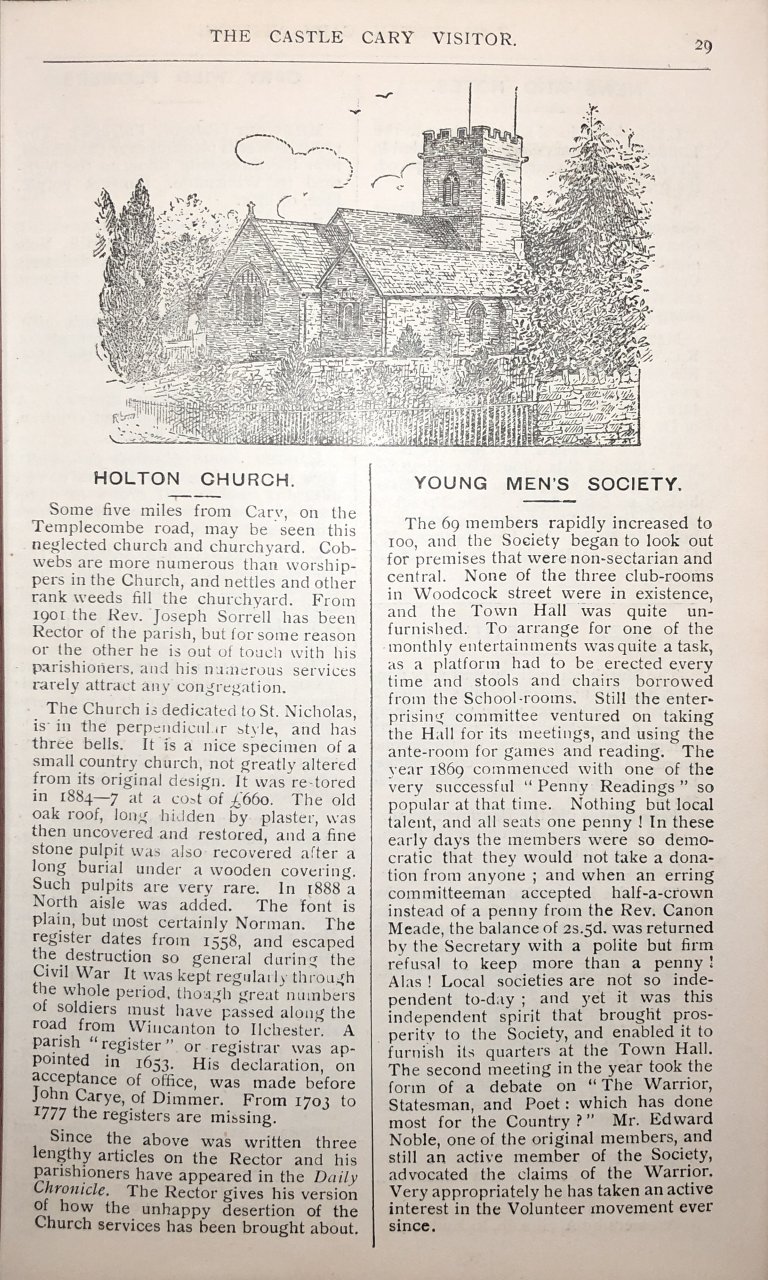 THE CASTLE CARY VISITOR.
29
HOLTON CHURCH.
Some five miles from Cary, on the
Templecombe road, may be seen this
neglected church and churchyard. Cob-
webs are more numerous than worship-
pers in the Church, and nettles and other
rank weeds fill the churchyard. From
1901 the Rev. Joseph Sorrell has been
Rector of the parish, but for some reason
or the other he is out of touch with his
parishioners, and his numerous services
rarely attract any congregation.
The Church is dedicated to St. Nicholas,
is in the perpendicular style, and has
three bells. It is a nice specimen of a
small country church, not greatly altered
from its original design. It was re-tored
in 1884—7 at a cost of £660. The old
oak roof, long hidden by plaster, was
then uncovered and restored, and a fine
stone pulpit was also recovered after a
long burial under a wooden covering.
Such pulpits are very rare. In 1888 a
North aisle was added. The font is
plain, but most certainly Norman. The
register dates from 1558, and escaped
the destruction so general during the
Civil War It was kept regularly through
the whole period, though great numbers
of soldiers must have passed along the
road from Wincanton to Ilchester. A
parish "register" or registrar was ap-
pointed in 1653. His declaration, on
acceptance of office, was made before
John Carye, of Dimmer. From 1703 to
1777 the registers are missing.
Since the above was written three
lengthy articles on the Rector and his
parishioners have appeared in the Daily
Chronicle. The Rector gives his version
of how the unhappy desertion of the
Church services has been brought about.
YOUNG MEN'S SOCIETY.
The 69 members rapidly increased to
100, and the Society began to look out
for premises that were non-sectarian and
central. None of the three club-rooms
in Woodcock street were in existence,
and the Town Hall was quite un-
furnished. To arrange for one of the
monthly entertainments was quite a task,
as a platform had to be erected every
time and stools and chairs borrowed
from the School-rooms. Still the enter-
prising committee ventured on taking
the Hall for its meetings, and using the
ante-room for games and reading. The
year 1869 commenced with one of the
very successful "Penny Readings" so
popular at that time. Nothing but local
talent, and all seats one penny! In these
early days the members were so demo-
cratic that they would not take a dona-
tion from anyone; and when an erring
committeeman accepted half-a-crown
instead of a penny from the Rev. Canon
Meade, the balance of 2s.5d. was returned
by the Secretary with a polite but firm
refusal to keep more than a penny!
Alas! Local societies are not so inde-
pendent to-day; and yet it was this
independent spirit that brought pros-
perity to the Society, and enabled it to
furnish its quarters at the Town Hall.
The second meeting in the year took the
form of a debate on "The Warrior,
Statesman, and Poet: which has done
most for the Country?" Mr. Edward
Noble, one of the original members, and
still an active member of the Society,
advocated the claims of the Warrior.
Very appropriately he has taken an active
interest in the Volunteer movement ever
since.